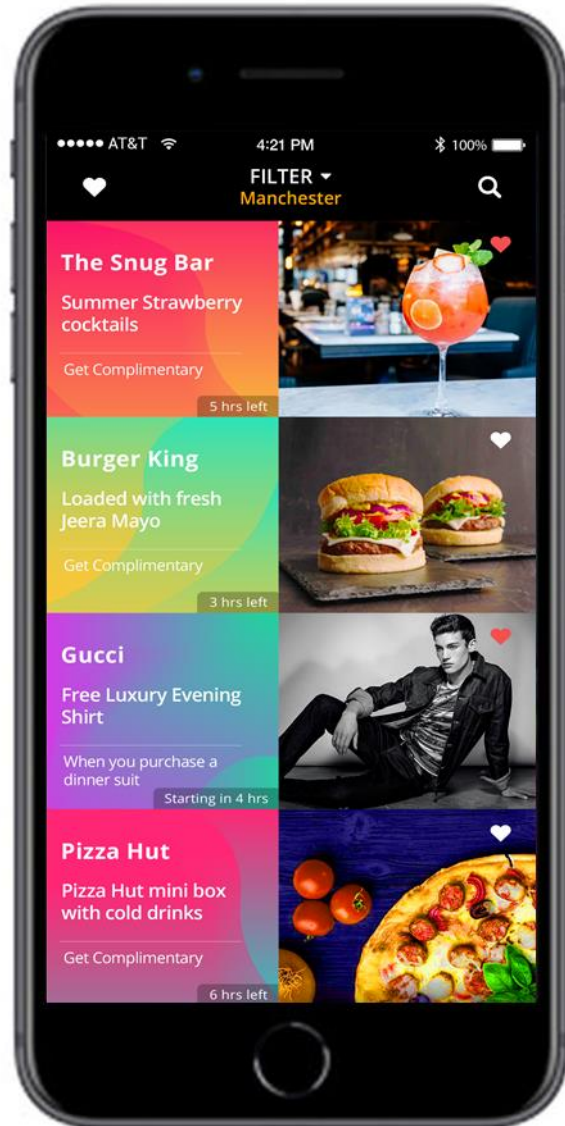 AT&T 4:21 PM 100%
FILTER
Manchester
The Snug Bar
Summer Strawberry
cocktails
Get Complimentary
5 hrs left
Burger King
Loaded with fresh
Jeera Mayo
Get Complimentary
3 hrs left
Gucci
Free Luxury Evening
Shirt
When you purchase a
dinner suit
Starting in 4 hrs
Pizza Hut
Pizza Hut mini box
with cold drinks
Get Complimentary
6 hrs left